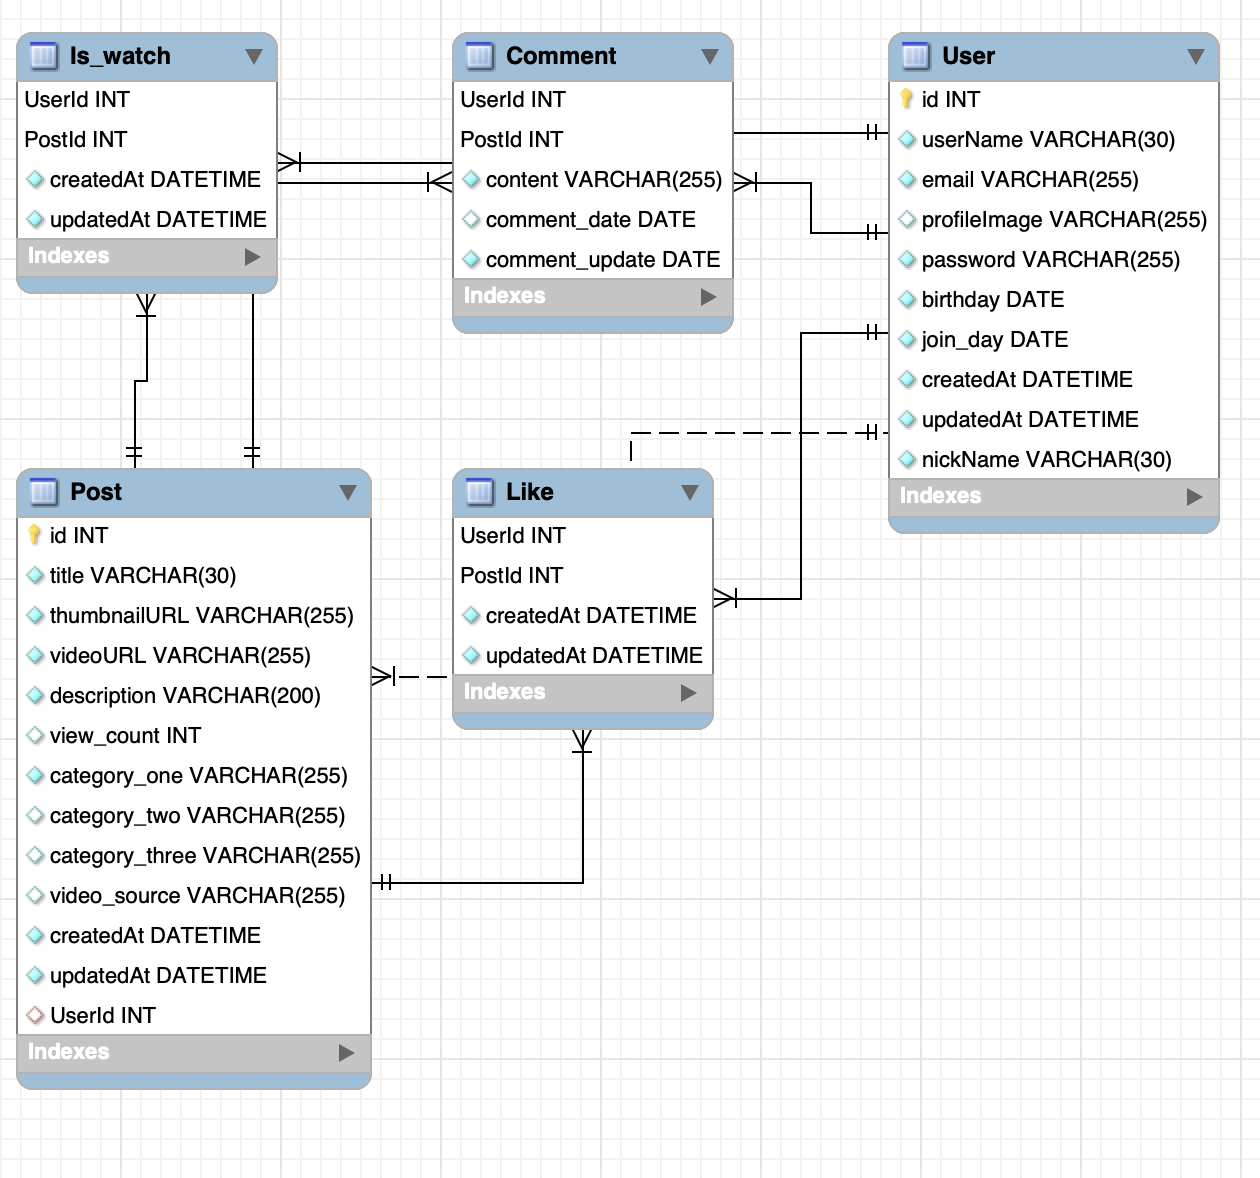 Is_watch
UserId INT
PostId INT
createdAt DATETIME
updatedAt DATETIME
Indexes
Comment
UserId INT
PostId INT
content VARCHAR(255)
comment_date DATE
comment_update DATE
Indexes
User
id INT
userName VARCHAR(30)
email VARCHAR(255)
profileImage VARCHAR(255)
password VARCHAR(255)
birthday DATE
join_day DATE
createdAt DATETIME
updatedAt DATETIME
nickName VARCHAR(30)
Indexes
Post
id INT
title VARCHAR(30)
thumbnailURL VARCHAR(255)
videoURL VARCHAR(255)
description VARCHAR(200)
view_count INT
category_one VARCHAR(255)
category_two VARCHAR(255)
category_three VARCHAR(255)
video_source VARCHAR(255)
createdAt DATETIME
updatedAt DATETIME
UserId INT
Indexes
Like
UserId INT
PostId INT
createdAt DATETIME
updatedAt DATETIME
Indexes